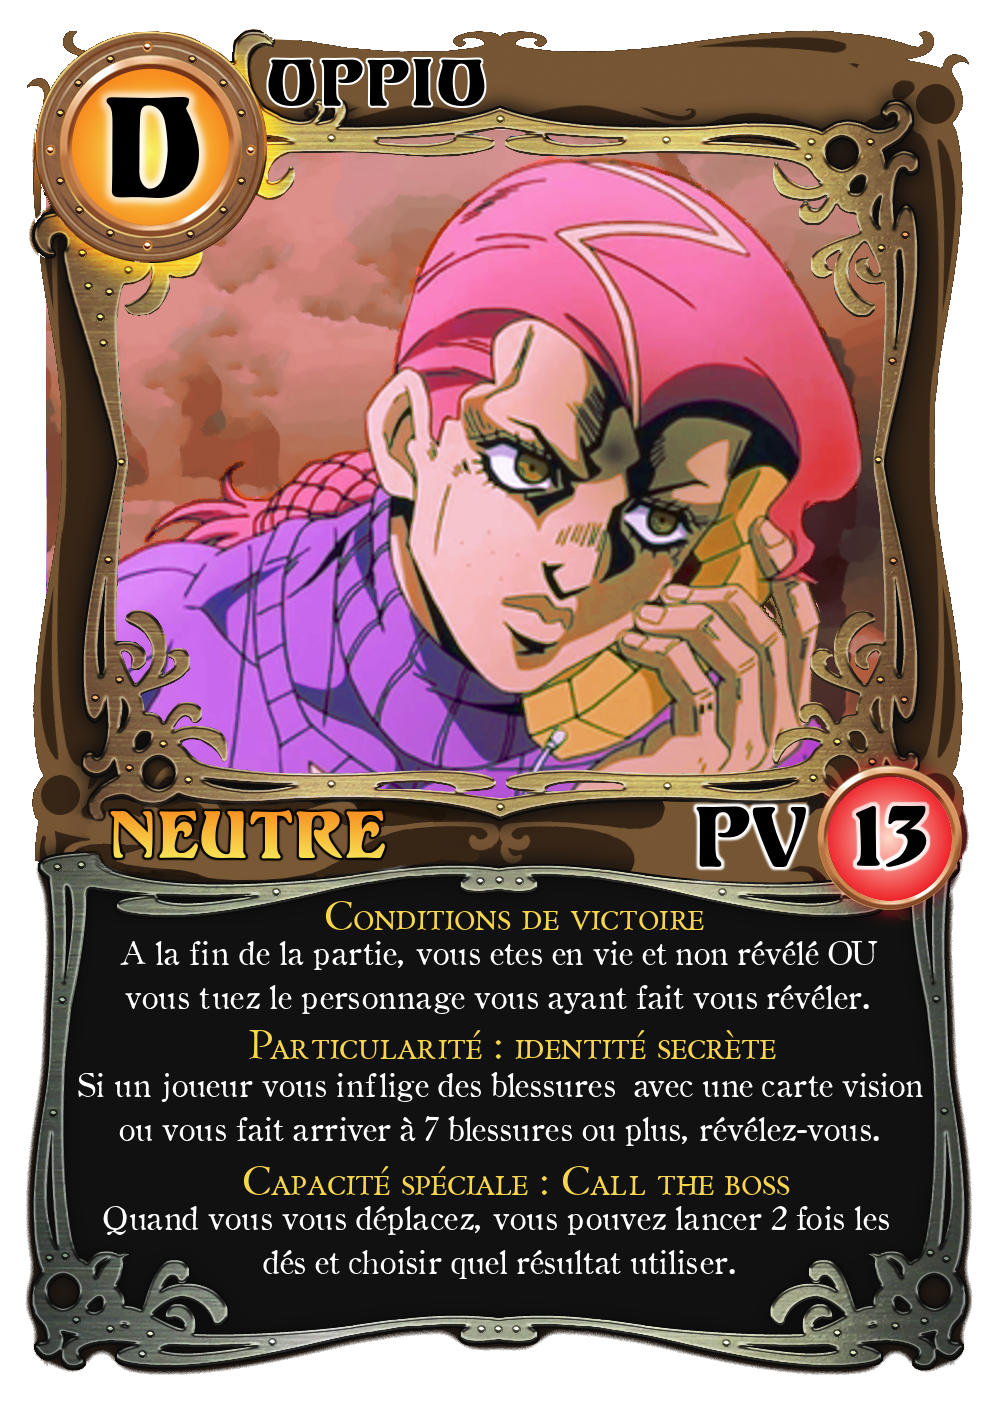 D OPPIO
NEUTRE
PV 13
CONDITIONS DE VICTOIRE
A la fin de la partie, vous etes en vie et non révélé OU
vous tuez le personnage vous ayant fait vous révéler.
PARTICULARITÉ : IDENTITÉ SECRÈTE
Si un joueur vous inflige des blessures avec une carte vision
ou vous fait arriver à 7 blessures ou plus, révélez-vous.
CAPACITÉ SPÉCIALE : CALL THE BOSS
Quand vous vous déplacez, vous pouvez lancer 2 fois les
dés et choisir quel résultat utiliser.